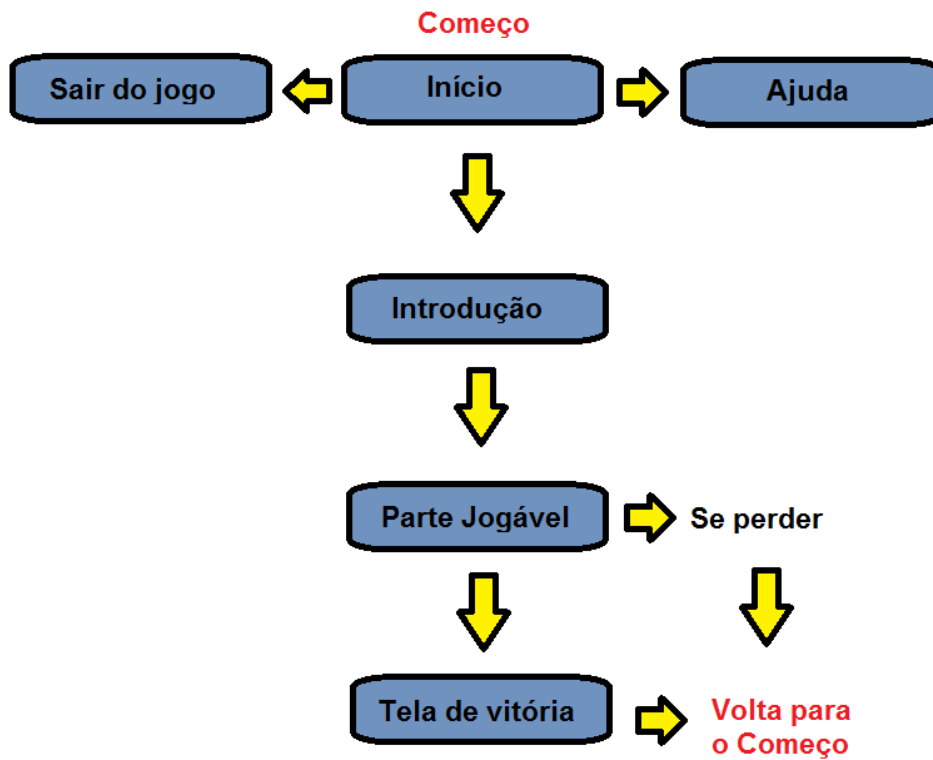 Começo
Sair do jogo
Início
Ajuda
Introdução
Parte Jogável
Se perder
Tela de vitória
Volta para
o Começo